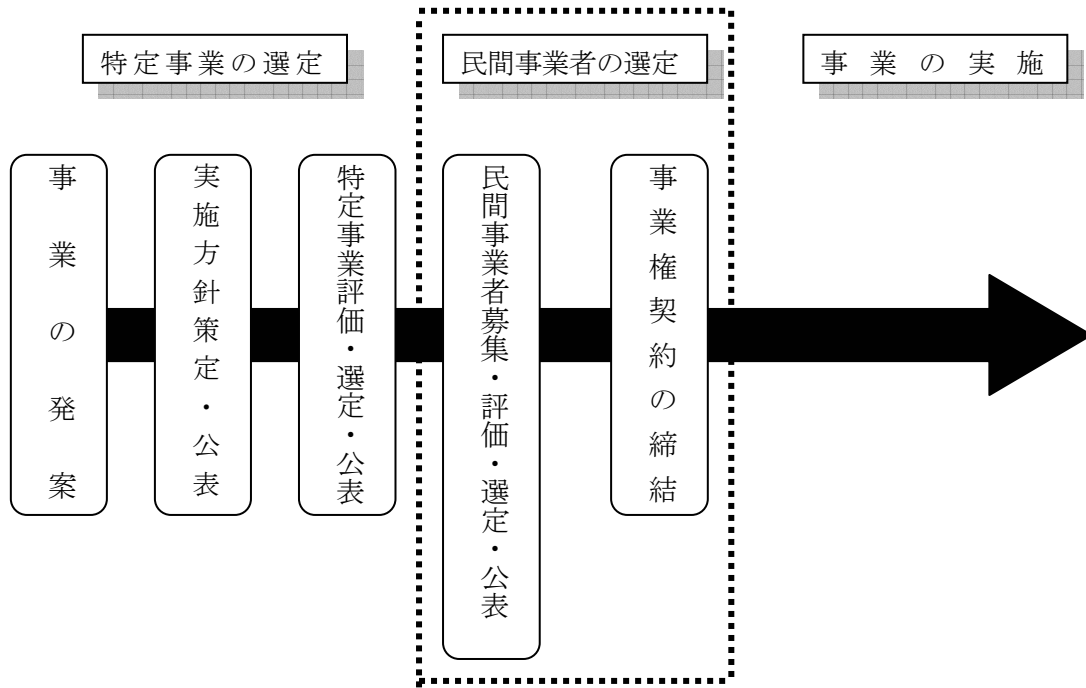 特定事業の選定
民間事業者の選定
事業の実施
事業の発案
実施方針策定・公表
特定事業評価・選定・公表
民間事業者募集・評価・選定・公表
事業権契約の締結